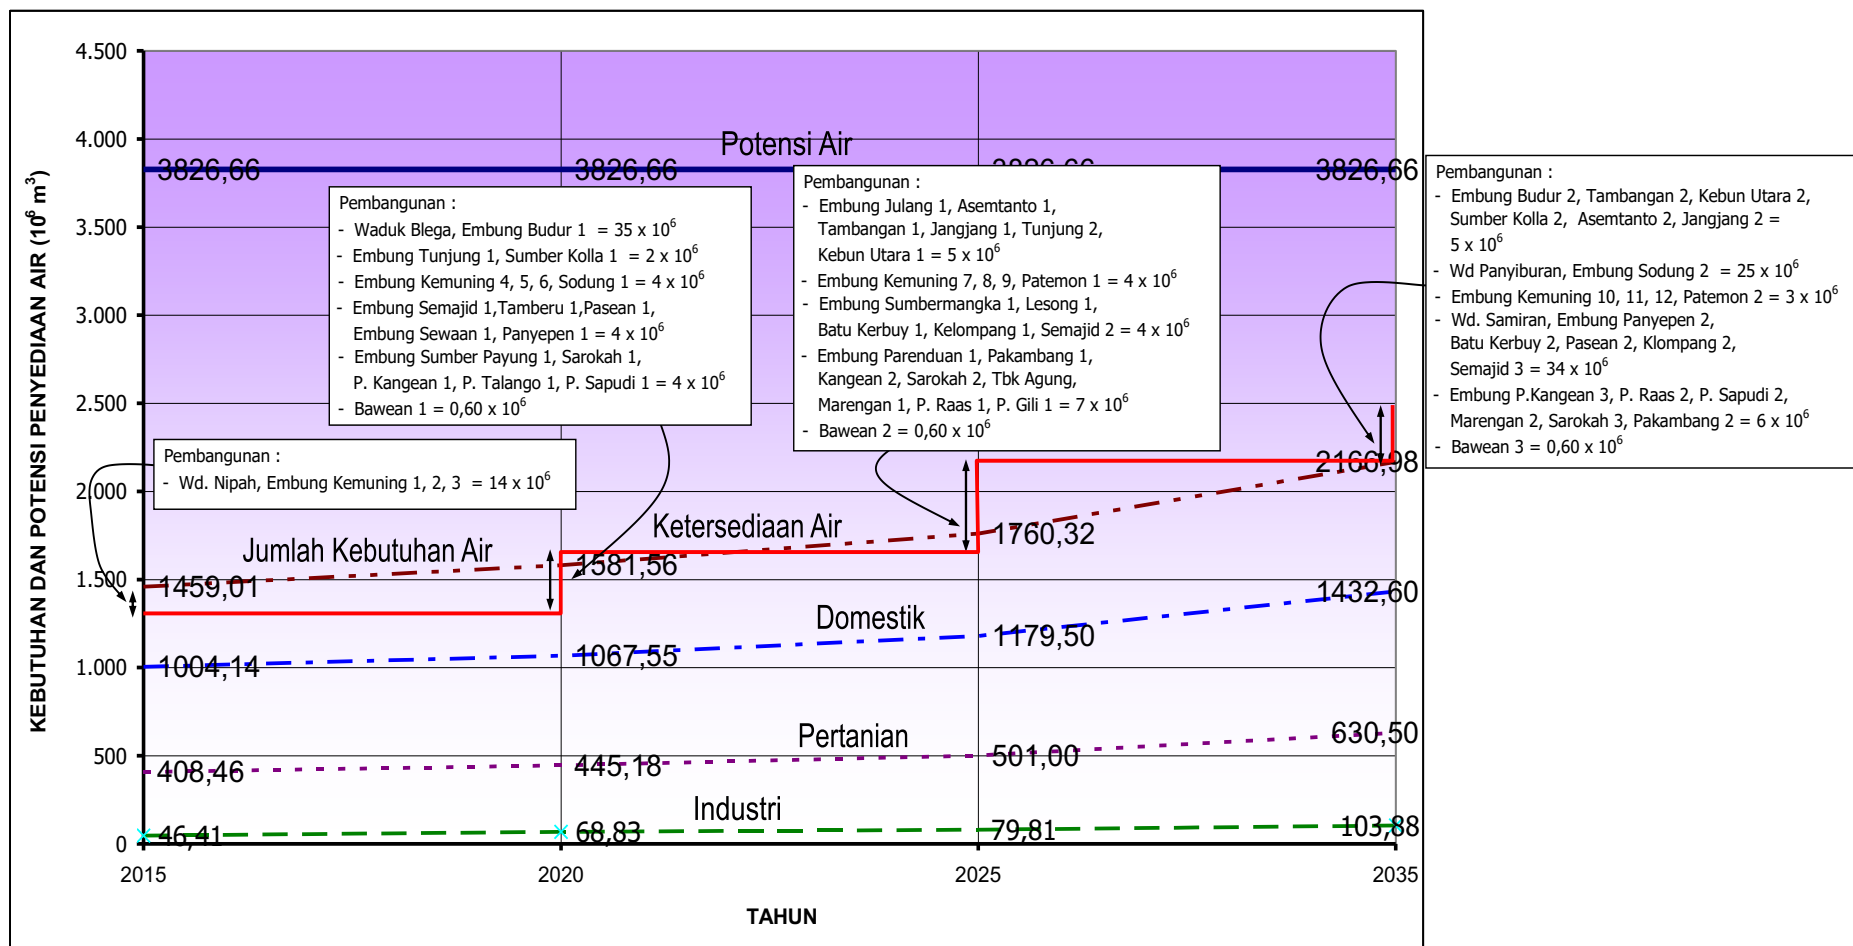 KEBUTUHAN DAN POTENSI PENYEDIAAN AIR (10⁶ m³)
4.500
4.000
3.500
3.000
2.500
2.000
1.500
1.000
500
0
Potensi Air
3826,66
3826,66
3826,66
3826,66
Pembangunan :
- Waduk Blega, Embung Budur 1 = 35 x 10⁶
- Embung Tunjung 1, Sumber Kolla 1 = 2 x 10⁶
- Embung Kemuning 4, 5, 6, Sodung 1 = 4 x 10⁶
- Embung Semajid 1,Tamberu 1,Pasean 1,
Embung Sewaan 1, Panyepen 1 = 4 x 10⁶
- Embung Sumber Payung 1, Sarokah 1,
P. Kangean 1, P. Talango 1, P. Sapudi 1 = 4 x 10⁶
- Bawean 1 = 0,60 x 10⁶
Pembangunan :
- Embung Julang 1, Asemtanto 1,
Tambangan 1, Jangjang 1, Tunjung 2,
Kebun Utara 1 = 5 x 10⁶
- Embung Kemuning 7, 8, 9, Patemon 1 = 4 x 10⁶
- Embung Sumbermangka 1, Lesong 1,
Batu Kerbuy 1, Kelompang 1, Semajid 2 = 4 x 10⁶
- Embung Parenduan 1, Pakambang 1,
Kangean 2, Sarokah 2, Tbk Agung,
Marengan 1, P. Raas 1, P. Gili 1 = 7 x 10⁶
- Bawean 2 = 0,60 x 10⁶
Pembangunan :
- Embung Budur 2, Tambangan 2, Kebun Utara 2,
Sumber Kolla 2, Asemtanto 2, Jangjang 2 =
5 x 10⁶
- Wd Panyiburan, Embung Sodung 2 = 25 x 10⁶
- Embung Kemuning 10, 11, 12, Patemon 2 = 3 x 10⁶
- Wd. Samiran, Embung Panyepen 2,
Batu Kerbuy 2, Pasean 2, Klompang 2,
Semajid 3 = 34 x 10⁶
- Embung P.Kangean 3, P. Raas 2, P. Sapudi 2,
Marengan 2, Sarokah 3, Pakambang 2 = 6 x 10⁶
- Bawean 3 = 0,60 x 10⁶
Pembangunan :
- Wd. Nipah, Embung Kemuning 1, 2, 3 = 14 x 10⁶
Jumlah Kebutuhan Air
Ketersediaan Air
1459,01
1581,56
1760,32
2166,98
Domestik
1004,14
1067,55
1179,50
1432,60
Pertanian
408,46
445,18
501,00
630,50
Industri
46,41
68,83
79,81
103,88
2015
2020
2025
2035
TAHUN